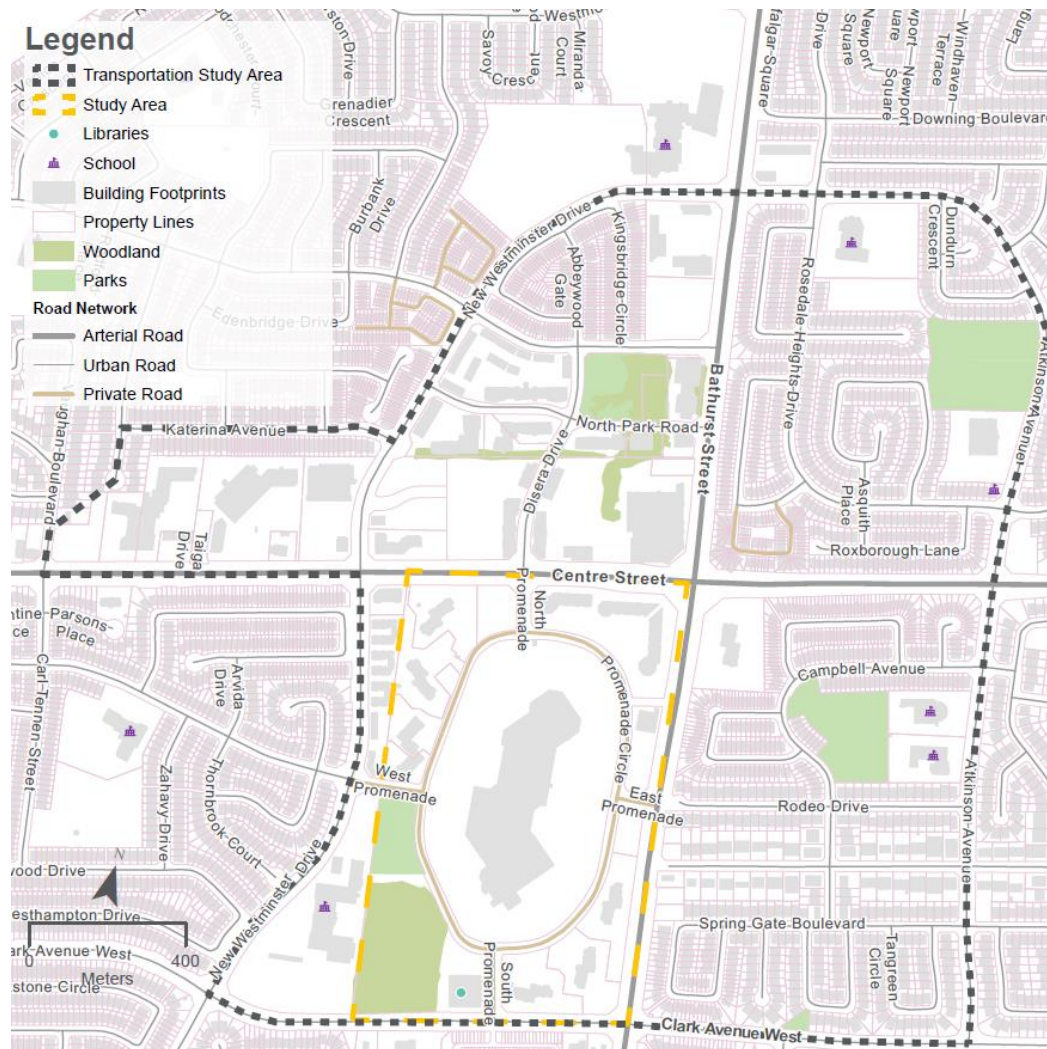 Legend
Transportation Study Area
Study Area
Libraries
School
Building Footprints
Property Lines
Woodland
Parks
Road Network
Arterial Road
Urban Road
Private Road
Savoy
Cresc
Miranda
Court
Grenadier
Crescent
Burbank
Drive
Edenbridge Drive
New Westminster Drive
Abbeywood
Gate
Kingsbridge Circle
Newport
Square
Newport
Square
Windhaven
Terrace
Downing Boulevard
Dundurn
Crescent
Rosedale Heights Drive
Bathurst Street
Atkinson Avenue
Katerina Avenue
North Park Road
Disera Drive
Asquith
Place
Roxborough Lane
Taiga
Drive
Centre Street
North
Promenade
Carl Tennen Street
Arvida
Drive
Promenade Circle
Campbell Avenue
West
Promenade
East
Promenade
Thornbrook Court
Zahavy Drive
Rodeo Drive
Atkinson Avenue
New Westminster Drive
Spring Gate Boulevard
Tangreen
Circle
South
Promenade
Clark Avenue West
N
0
400
Meters